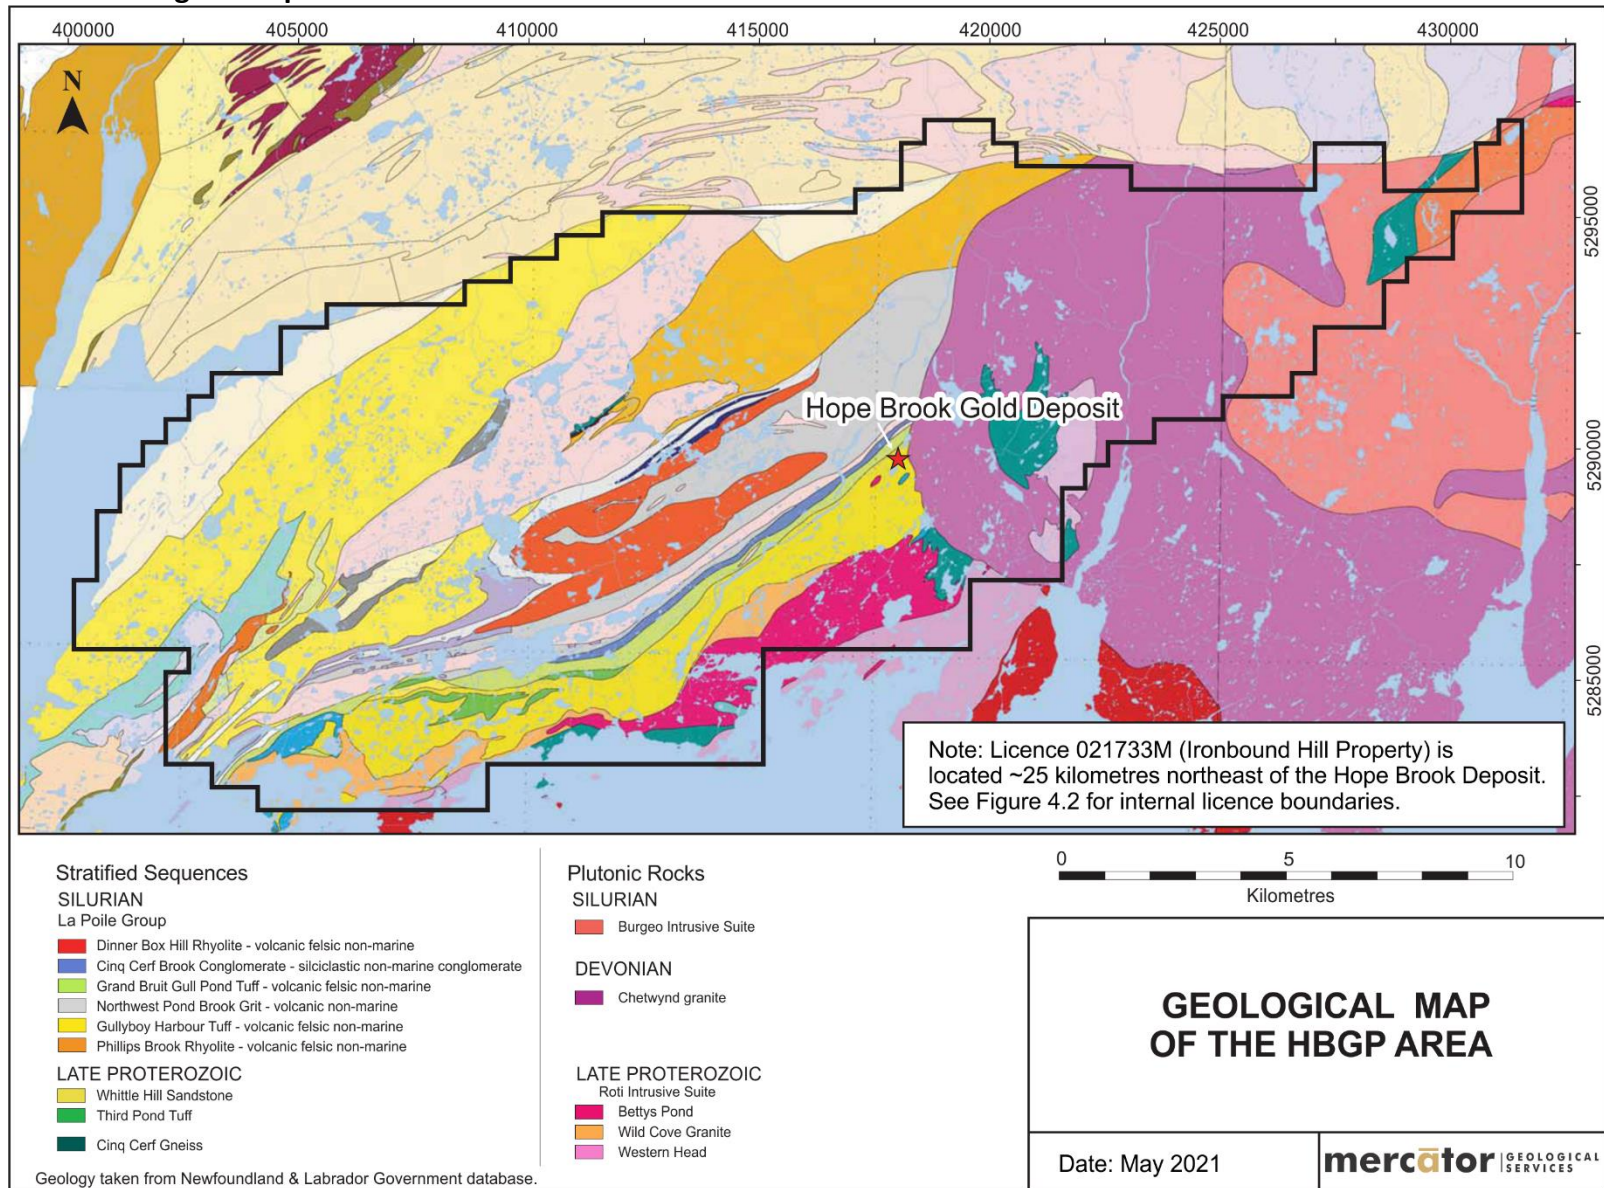 400000 405000 410000 415000 420000 425000 430000
N
5295000
Hope Brook Gold Deposit
5290000
5285000
Note: Licence 021733M (Ironbound Hill Property) is
located ~25 kilometres northeast of the Hope Brook Deposit.
See Figure 4.2 for internal licence boundaries.
Stratified Sequences
SILURIAN
La Poile Group
Dinner Box Hill Rhyolite - volcanic felsic non-marine
Cinq Cerf Brook Conglomerate - silciclastic non-marine conglomerate
Grand Bruit Gull Pond Tuff - volcanic felsic non-marine
Northwest Pond Brook Grit - volcanic non-marine
Gullyboy Harbour Tuff - volcanic felsic non-marine
Phillips Brook Rhyolite - volcanic felsic non-marine
LATE PROTEROZOIC
Whittle Hill Sandstone
Third Pond Tuff
Cinq Cerf Gneiss
Geology taken from Newfoundland & Labrador Government database.
Plutonic Rocks
SILURIAN
Burgeo Intrusive Suite
DEVONIAN
Chetwynd granite
LATE PROTEROZOIC
Roti Intrusive Suite
Bettys Pond
Wild Cove Granite
Western Head
0 5 10
Kilometres
GEOLOGICAL MAP
OF THE HBGP AREA
Date: May 2021
mercātor GEOLOGICAL
SERVICES